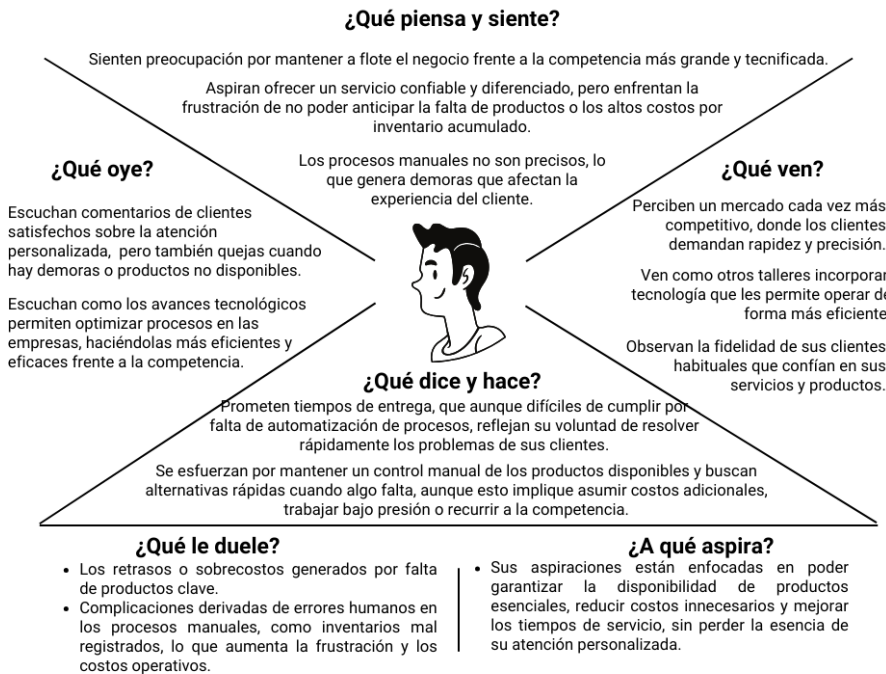 ¿Qué piensa y siente?
Sienten preocupación por mantener a flote el negocio frente a la competencia más grande y tecnificada.
Aspiran ofrecer un servicio confiable y diferenciado, pero enfrentan la
frustración de no poder anticipar la falta de productos o los altos costos por
inventario acumulado.
Los procesos manuales no son precisos, lo
que genera demoras que afectan la
experiencia del cliente.
¿Qué oye?
Escuchan comentarios de clientes
satisfechos sobre la atención
personalizada, pero también quejas cuando
hay demoras o productos no disponibles.
Escuchan como los avances tecnológicos
permiten optimizar procesos en las
empresas, haciéndolas más eficientes y
eficaces frente a la competencia.
¿Qué ven?
Perciben un mercado cada vez más
competitivo, donde los clientes
demandan rapidez y precisión.
Ven como otros talleres incorporan
tecnología que les permite operar de
forma más eficiente
Observan la fidelidad de sus clientes
habituales que confían en sus
servicios y productos.
¿Qué dice y hace?
Prometen tiempos de entrega, que aunque difíciles de cumplir por
falta de automatización de procesos, reflejan su voluntad de resolver
rápidamente los problemas de sus clientes.
Se esfuerzan por mantener un control manual de los productos disponibles y buscan
alternativas rápidas cuando algo falta, aunque esto implique asumir costos adicionales,
trabajar bajo presión o recurrir a la competencia.
¿Qué le duele?
• Los retrasos o sobrecostos generados por falta
de productos clave.
• Complicaciones derivadas de errores humanos en
los procesos manuales, como inventarios mal
registrados, lo que aumenta la frustración y los
costos operativos.
¿A qué aspira?
• Sus aspiraciones están enfocadas en poder
garantizar la disponibilidad de productos
esenciales, reducir costos innecesarios y mejorar
los tiempos de servicio, sin perder la esencia de
su atención personalizada.